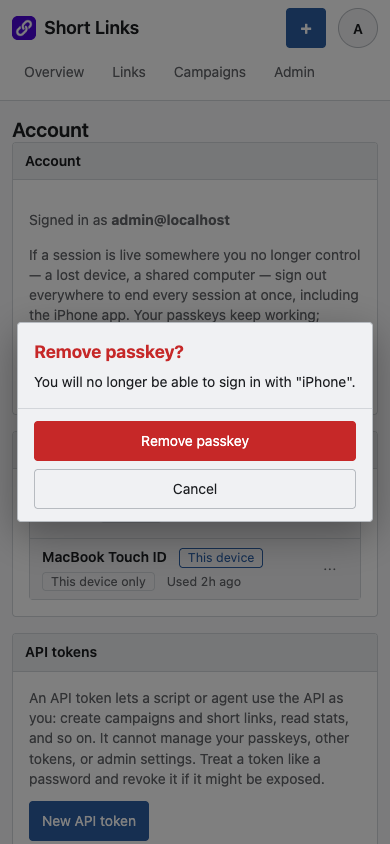 Short Links
+
A
Overview
Links
Campaigns
Admin
Account
Account
Signed in as admin@localhost
If a session is live somewhere you no longer control
— a lost device, a shared computer — sign out
everywhere to end every session at once, including
the iPhone app. Your passkeys keep working;
Remove passkey?
You will no longer be able to sign in with "iPhone".
Remove passkey
Cancel
MacBook Touch ID
This device
This device only
Used 2h ago
...
API tokens
An API token lets a script or agent use the API as
you: create campaigns and short links, read stats,
and so on. It cannot manage your passkeys, other
tokens, or admin settings. Treat a token like a
password and revoke it if it might be exposed.
New API token